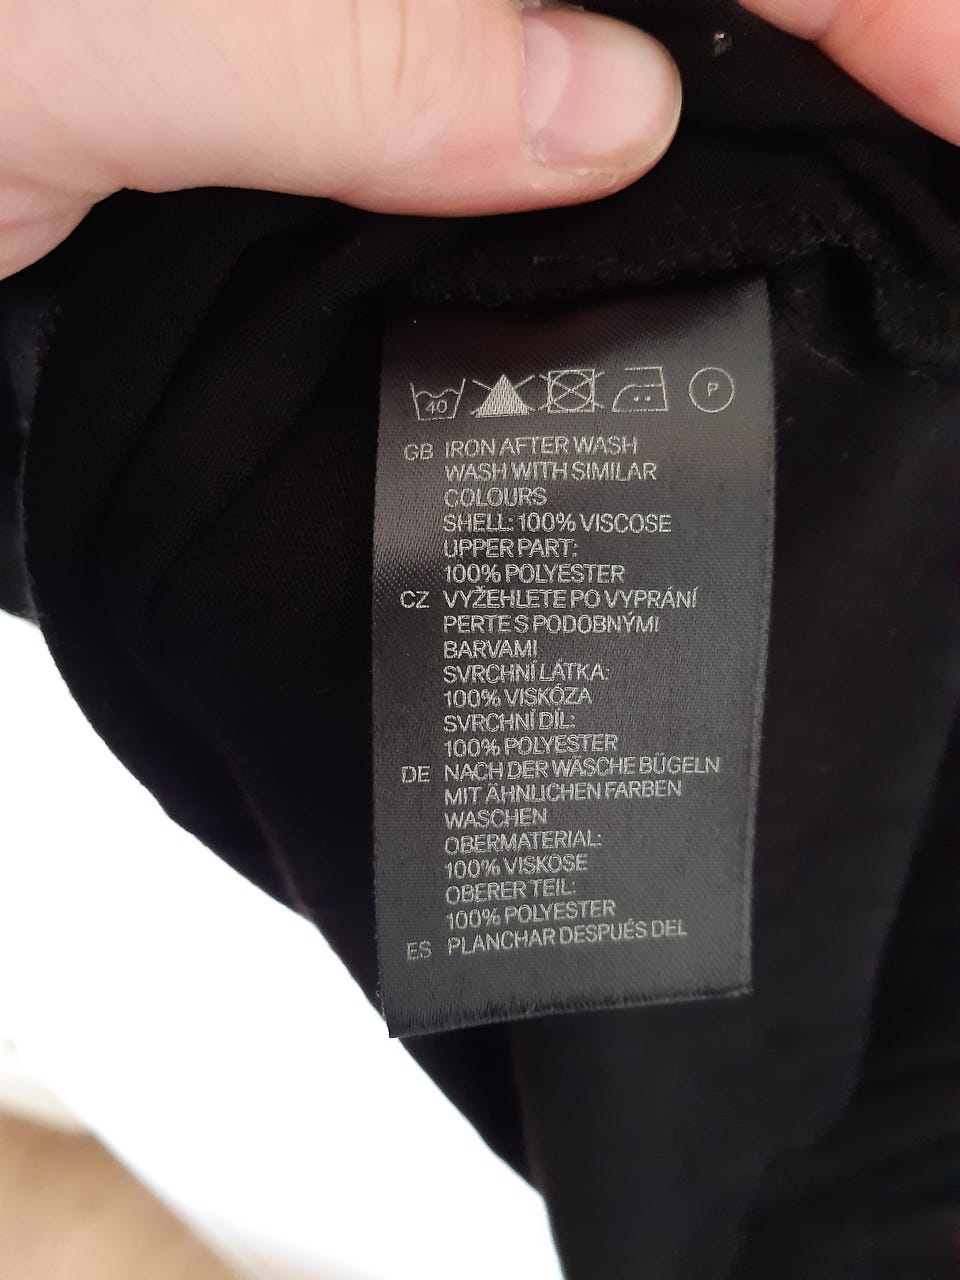 40 P
GB IRON AFTER WASH
WASH WITH SIMILAR
COLOURS
SHELL: 100% VISCOSE
UPPER PART:
100% POLYESTER
CZ VYŽEHLETE PO VYPRÁNÍ
PERTE S PODOBNÝMI
BARVAMI
SVRCHNÍ LÁTKA:
100% VISKÓZA
SVRCHNÍ DÍL:
100% POLYESTER
DE NACH DER WÄSCHE BÜGELN
MIT ÄHNLICHEN FARBEN
WASCHEN
OBERMATERIAL:
100% VISKOSE
OBERER TEIL:
100% POLYESTER
ES PLANCHAR DESPUÉS DEL